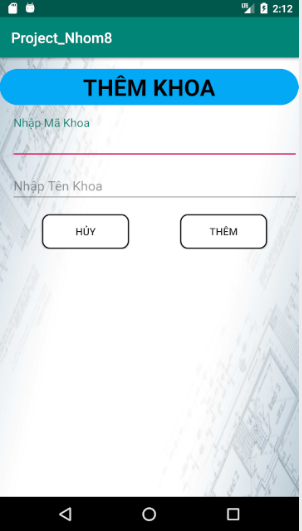 2:12
Project_Nhom8
THÊM KHOA
Nhập Mã Khoa
Nhập Tên Khoa
HỦY THÊM